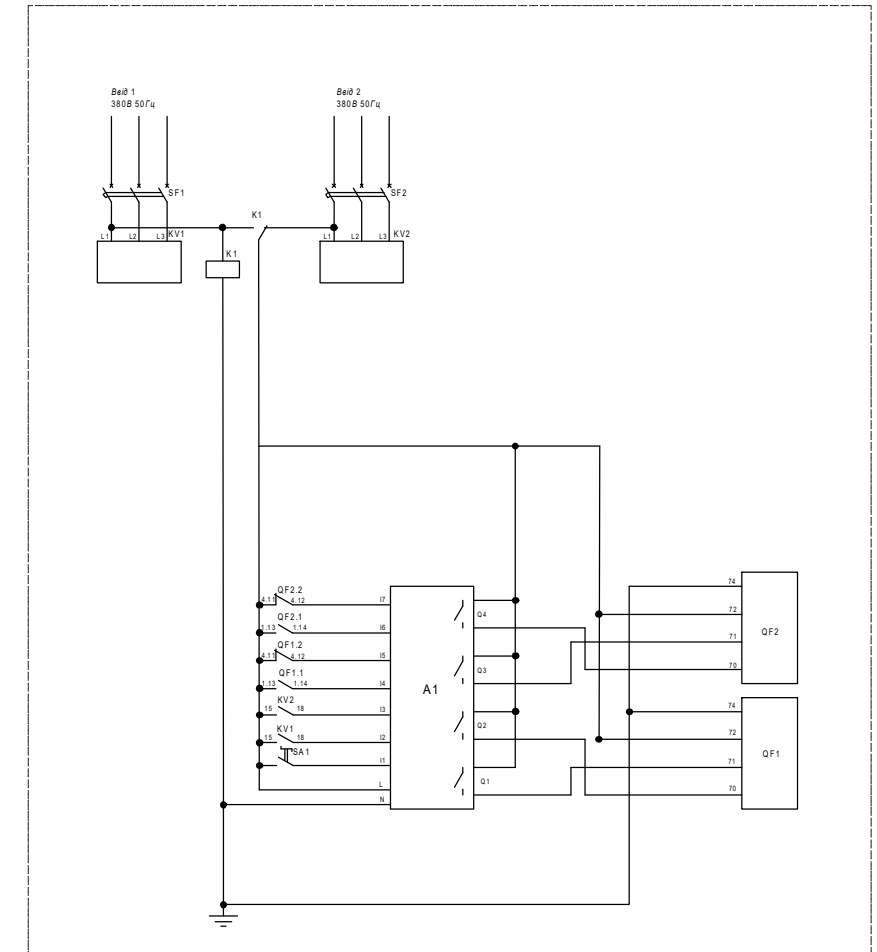 Ввід 1
380В 50Гц
Ввід 2
380В 50Гц
SF1
SF2
K1
L1
L2
L3
KV1
L1
L2
L3
KV2
K1
QF2.2
4.11
4.12
I7
QF2.1
1.13
1.14
I6
QF1.2
4.11
4.12
I5
QF1.1
1.13
1.14
I4
KV2
15
18
I3
KV1
15
18
I2
SA1
I1
L
N
A1
Q4
Q3
Q2
Q1
74
72
71
70
QF2
74
72
71
70
QF1